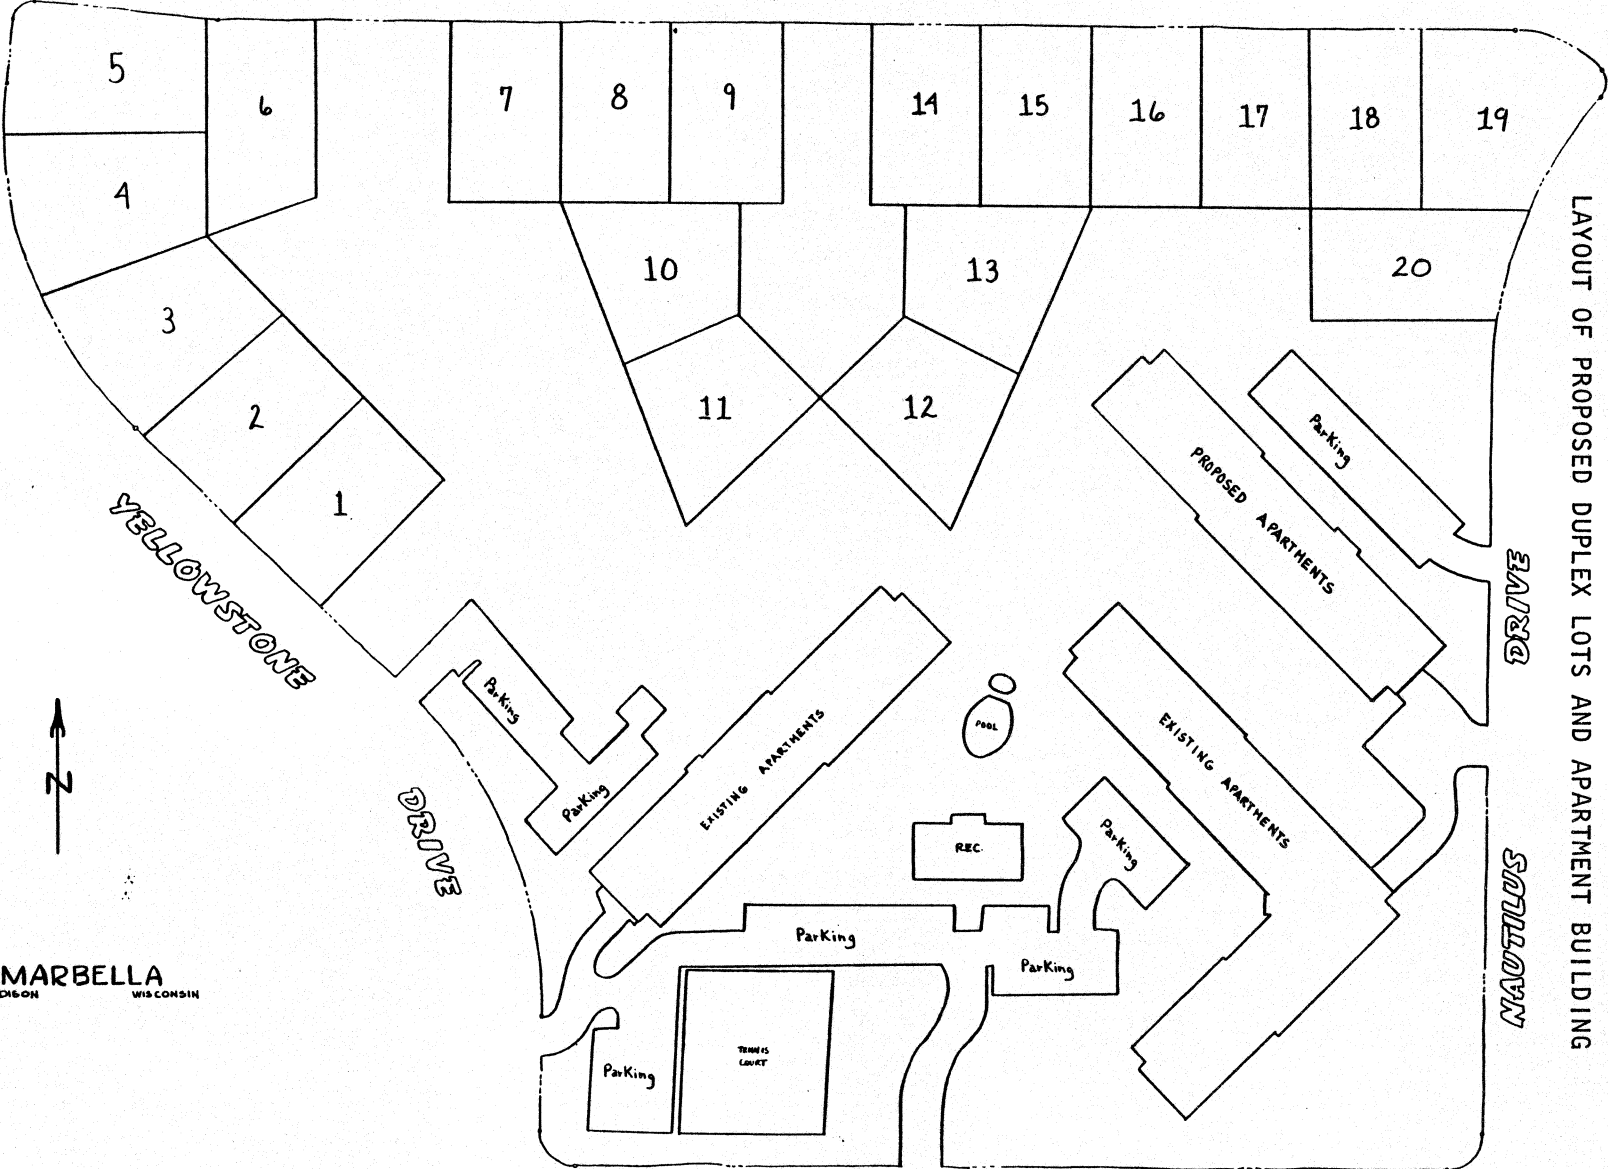 5
6
7
8
9
14
15
16
17
18
19
4
3
2
1
10
11
12
13
20
LAYOUT OF PROPOSED DUPLEX LOTS AND APARTMENT BUILDING
YELLOWSTONE
DRIVE
NAUTILUS
DRIVE
ParKing
PROPOSED APARTMENTS
ParKing
ParKing
EXISTING APARTMENTS
POOL
EXISTING APARTMENTS
REC.
ParKing
ParKing
ParKing
ParKing
TENNIS
COURT
N
MARBELLA
DISON WISCONSIN